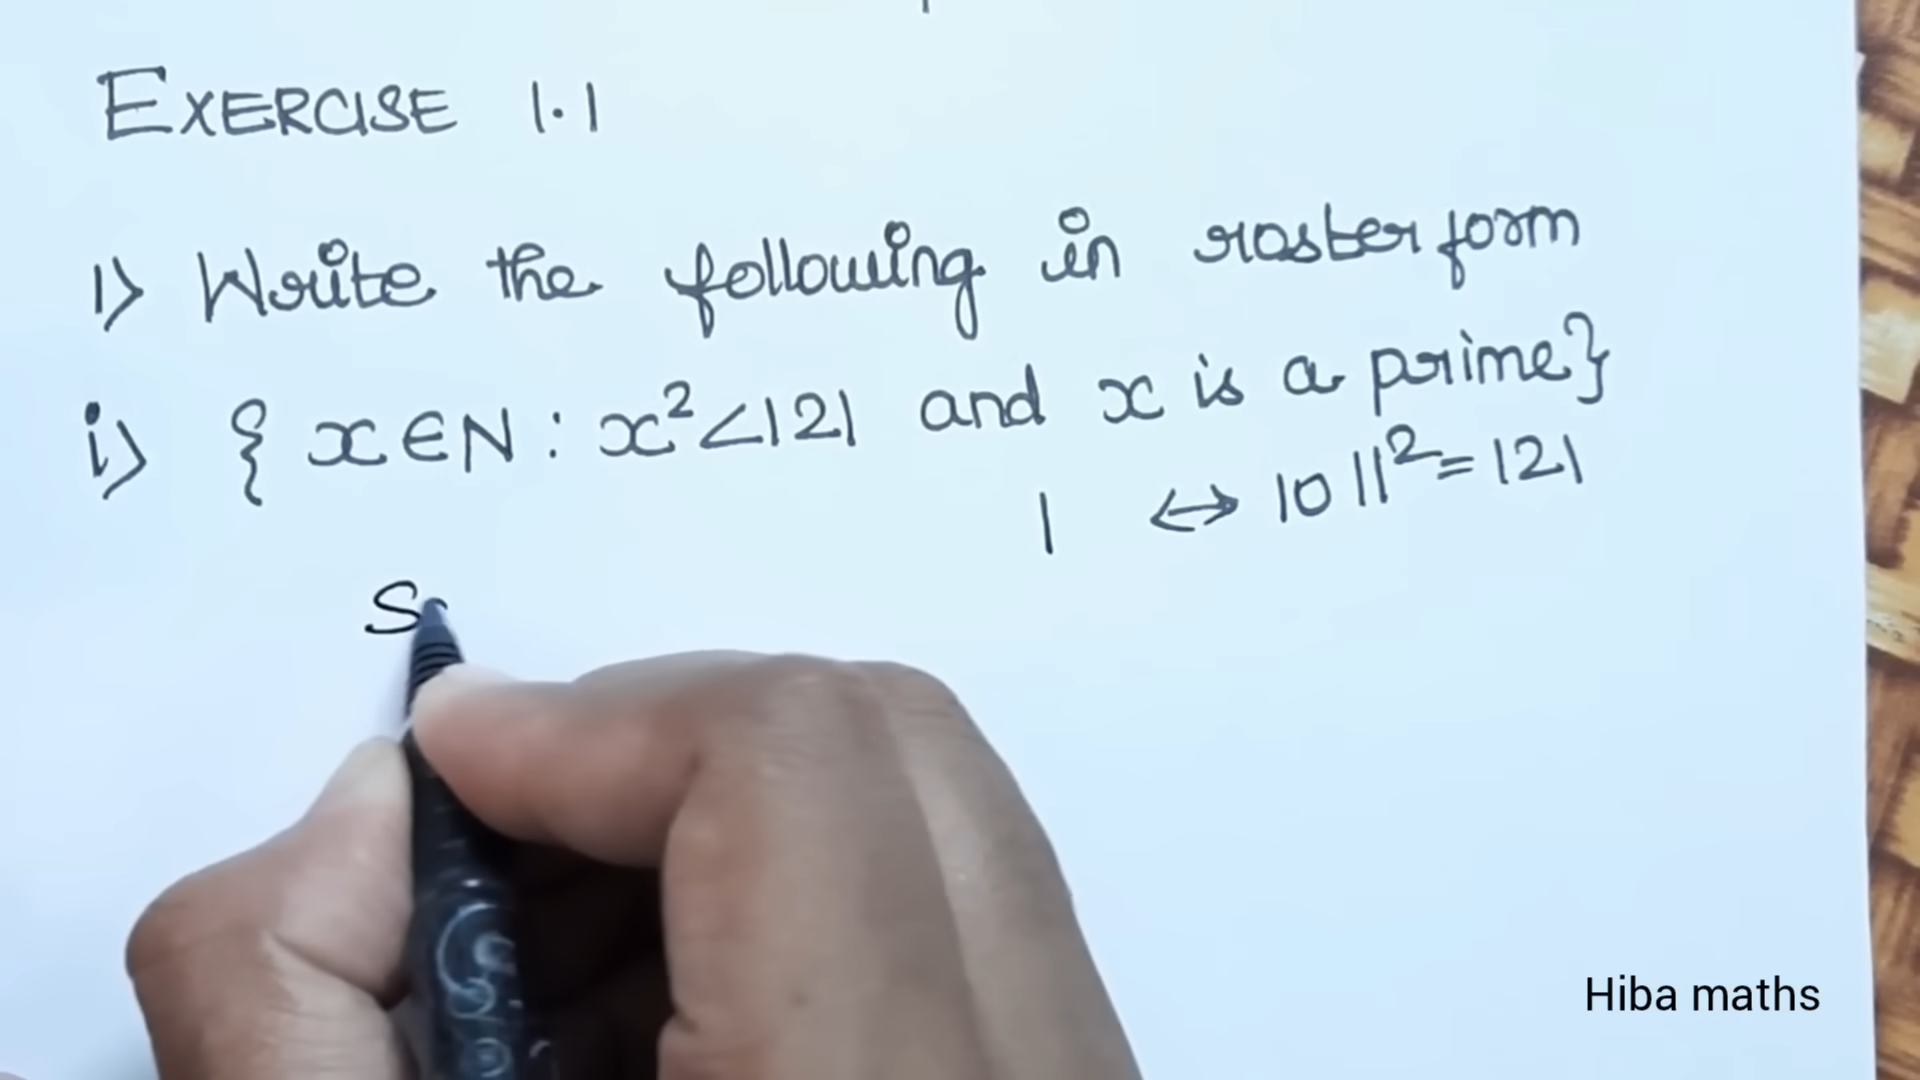 EXERCISE 1.1
1) Write the following in roster form
i) { x∈N : x²<121 and x is a prime}
1 ↔ 10 11²=121
S
Hiba maths